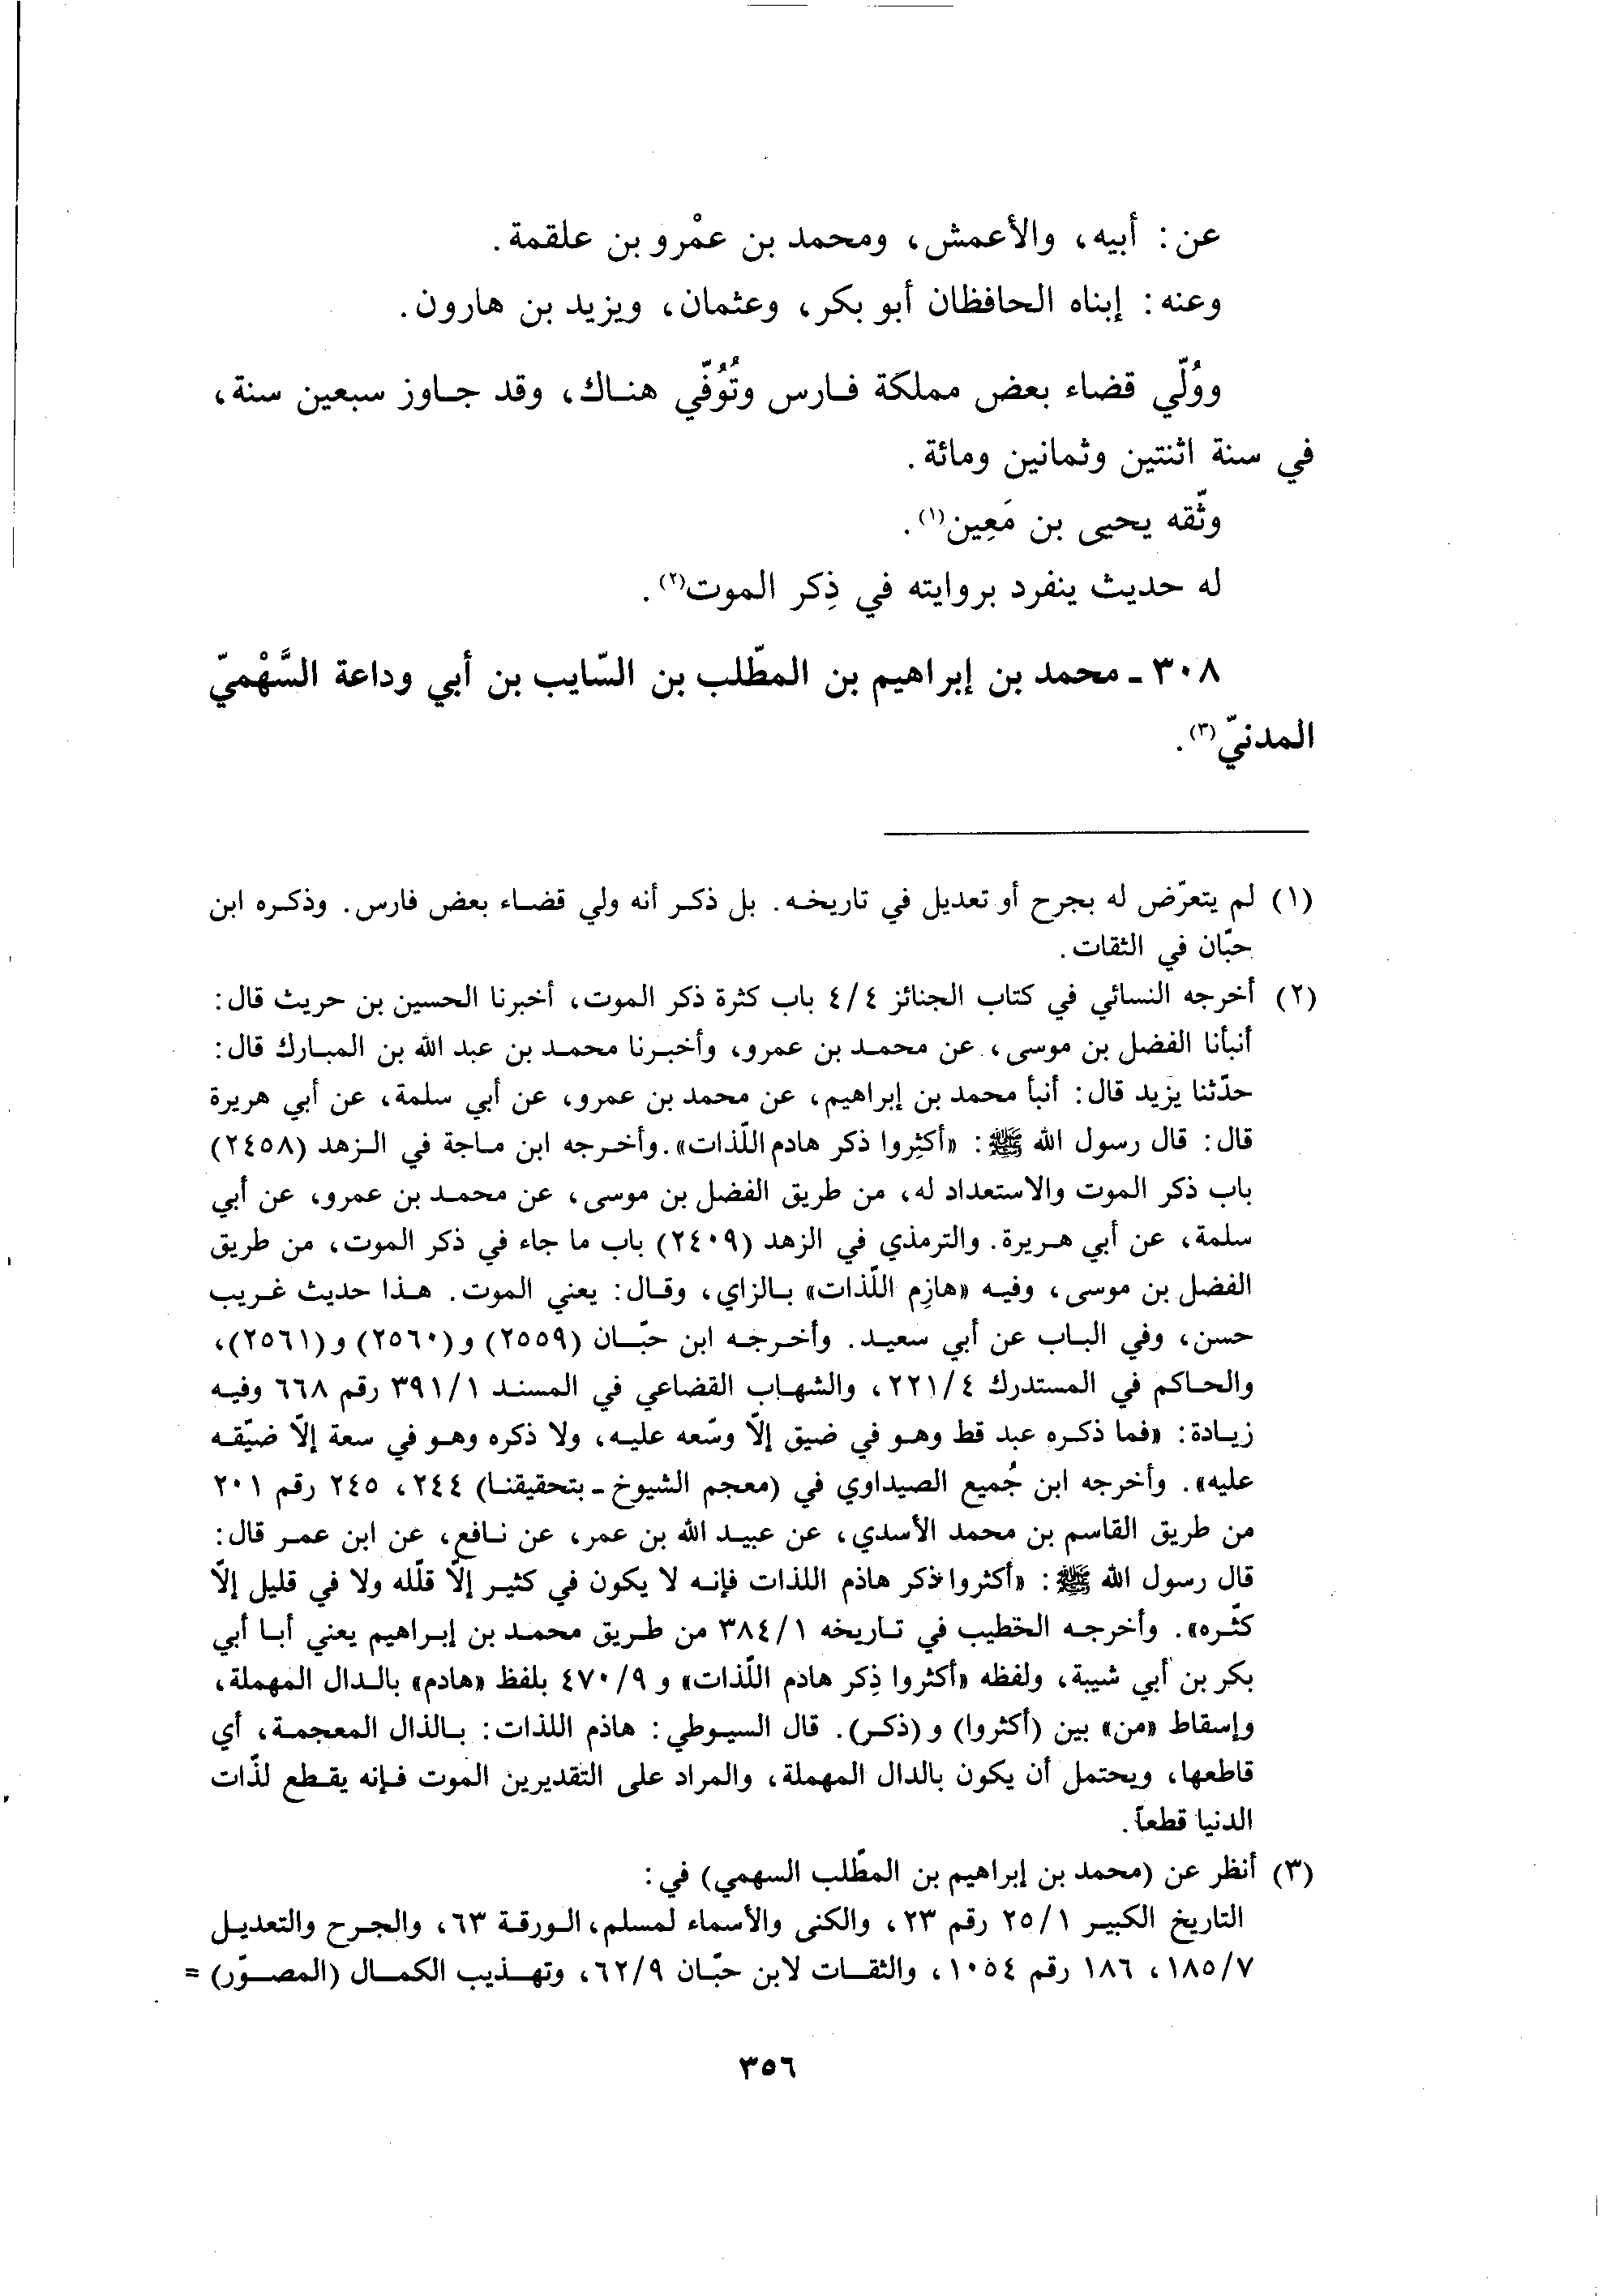 عن: أبيه، والأعمش، ومحمد بن عمْرو بن علقمة.
وعنه: إبناه الحافظان أبو بكر، وعثمان، ويزيد بن هارون.
ووُلّي قضاء بعض مملكة فارس وتُوُفّي هناك، وقد جاوز سبعين سنة،
في سنة اثنتين وثمانين ومائة.
وثّقه يحيى بن مَعِين(١).
له حديث ينفرد بروايته في ذِكر الموت(٢).
٣٠٨ - محمد بن إبراهيم بن المطّلب بن السّايب بن أبي وداعة السَّهْميّ
المدنيّ(٣).
(١) لم يتعرّض له بجرح أو تعديل في تاريخه. بل ذكر أنه ولي قضاء بعض فارس. وذكره ابن
حبّان في الثقات.
(٢) أخرجه النسائي في كتاب الجنائز ٤/٤ باب كثرة ذكر الموت، أخبرنا الحسين بن حريث قال:
أنبأنا الفضل بن موسى، عن محمد بن عمرو، وأخبرنا محمد بن عبد الله بن المبارك قال:
حدّثنا يزيد قال: أنبأ محمد بن إبراهيم، عن محمد بن عمرو، عن أبي سلمة، عن أبي هريرة
قال: قال رسول الله ﷺ: «أكثِروا ذكر هادم اللّذات». وأخرجه ابن ماجة في الزهد (٢٤٥٨)
باب ذكر الموت والاستعداد له، من طريق الفضل بن موسى، عن محمد بن عمرو، عن أبي
سلمة، عن أبي هريرة. والترمذي في الزهد (٢٤٠٩) باب ما جاء في ذكر الموت، من طريق
الفضل بن موسى، وفيه «هازِم اللّذات» بالزاي، وقال: يعني الموت. هذا حديث غريب
حسن، وفي الباب عن أبي سعيد. وأخرجه ابن حبّان (٢٥٥٩) و(٢٥٦٠) و(٢٥٦١)،
والحاكم في المستدرك ٢٢١/٤، والشهاب القضاعي في المسند ٣٩١/١ رقم ٦٦٨ وفيه
زيادة: «فما ذكره عبد قط وهو في ضيق إلّا وسّعه عليه، ولا ذكره وهو في سعة إلّا ضيّقه
عليه». وأخرجه ابن جُميع الصيداوي في (معجم الشيوخ - بتحقيقنا) ٢٤٤، ٢٤٥ رقم ٢٠١
من طريق القاسم بن محمد الأسدي، عن عبيد الله بن عمر، عن نافع، عن ابن عمر قال:
قال رسول الله ﷺ: «أكثروا ذكر هاذم اللذات فإنه لا يكون في كثير إلّا قلّله ولا في قليل إلّا
كثّره». وأخرجه الخطيب في تاريخه ٣٨٤/١ من طريق محمد بن إبراهيم يعني أبا أبي
بكر بن أبي شيبة، ولفظه «أكثروا ذِكر هاذم اللّذات» و ٤٧٠/٩ بلفظ «هادم» بالدال المهملة،
وإسقاط «من» بين (أكثروا) و(ذكر). قال السيوطي: هاذم اللذات: بالذال المعجمة، أي
قاطعها، ويحتمل أن يكون بالدال المهملة، والمراد على التقديرين الموت فإنه يقطع لذّات
الدنيا قطعاً.
(٣) أنظر عن (محمد بن إبراهيم بن المطّلب السهمي) في:
التاريخ الكبير ٢٥/١ رقم ٢٣، والكنى والأسماء لمسلم، الورقة ٦٣، والجرح والتعديل
١٨٥/٧، ١٨٦ رقم ١٠٥٤، والثقات لابن حبّان ٦٢/٩، وتهذيب الكمال (المصوّر) =
٣٥٦